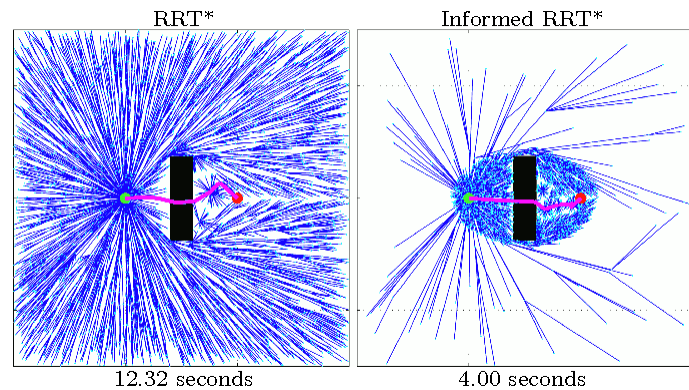 RRT*
Informed RRT*
12.32 seconds
4.00 seconds